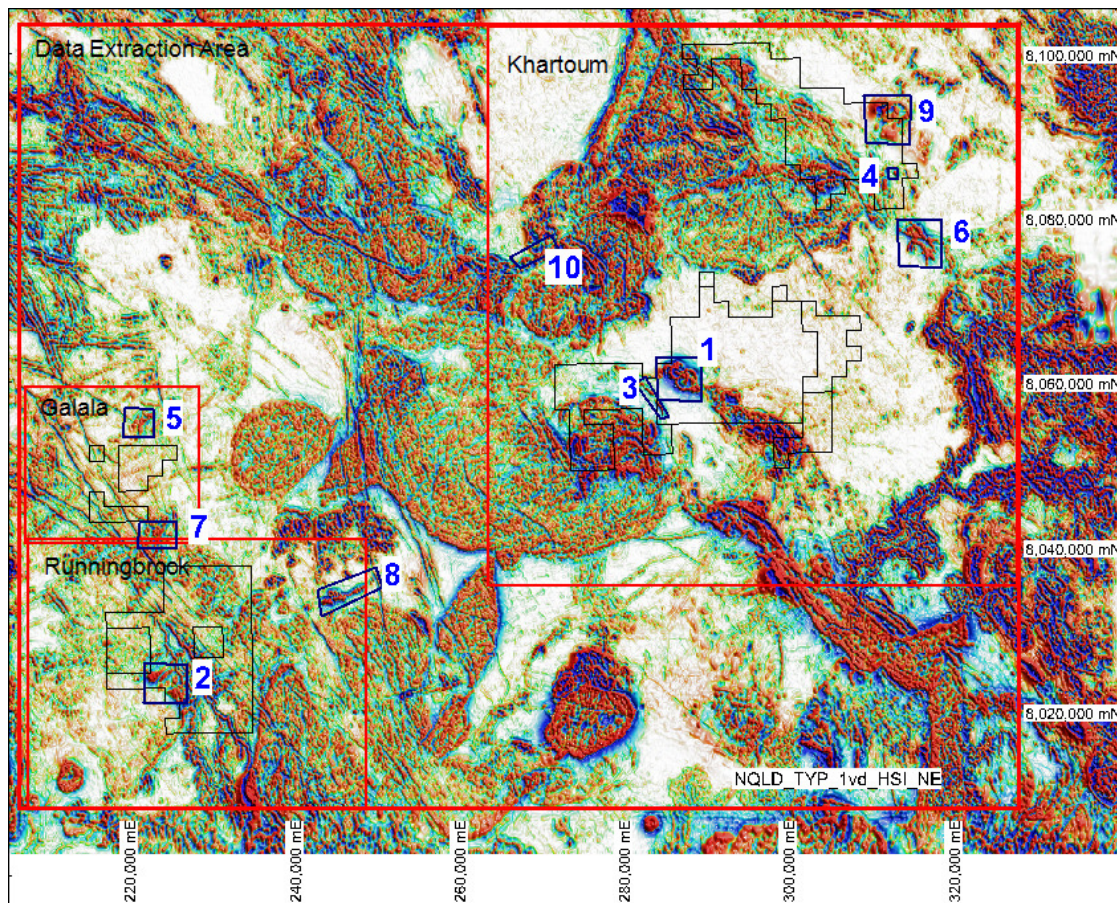 Data Extraction Area
Khartoum
8,100,000 mN
9
4
8,080,000 mN
6
10
1
3
8,060,000 mN
Galala
5
7
8,040,000 mN
Runningbrook
8
2
8,020,000 mN
NQLD_TYP_1vd_HSI_NE
220,000 mE
240,000 mE
260,000 mE
280,000 mE
300,000 mE
320,000 mE